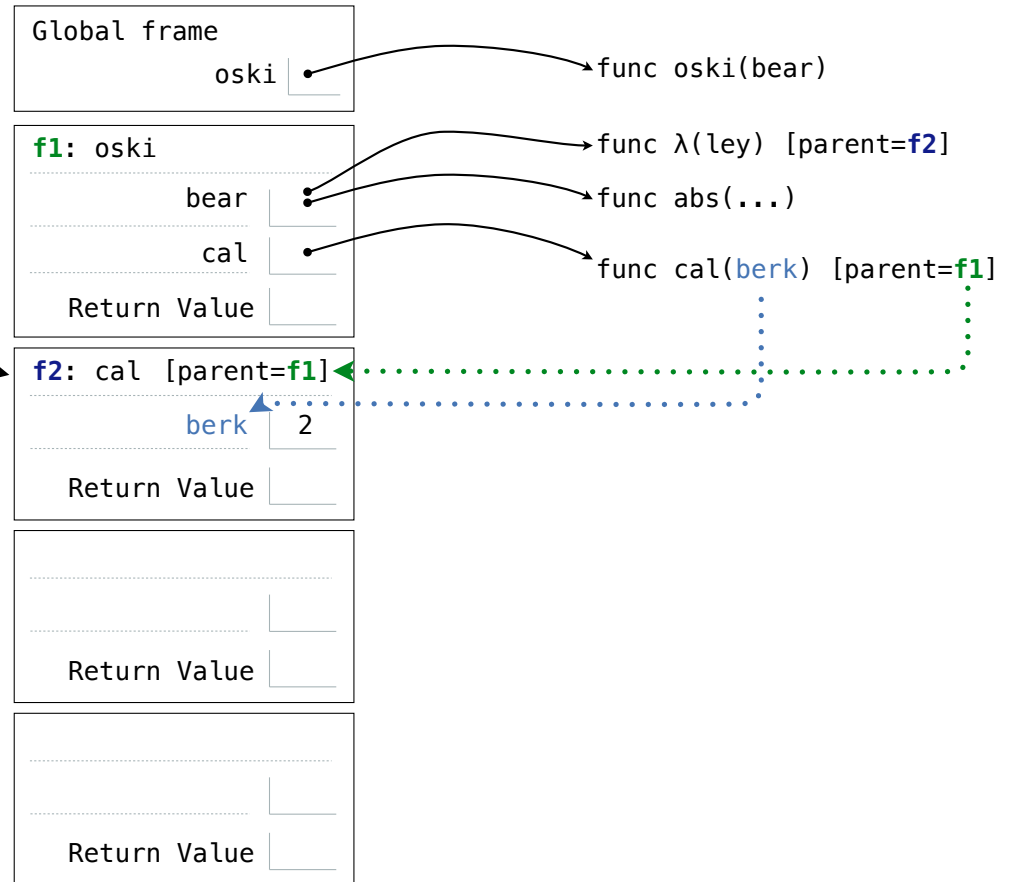 Global frame
oski
func oski(bear)
f1: oski
func λ(ley) [parent=f2]
bear
func abs(...)
cal
func cal(berk) [parent=f1]
Return Value
f2: cal [parent=f1]
berk 2
Return Value
Return Value
Return Value